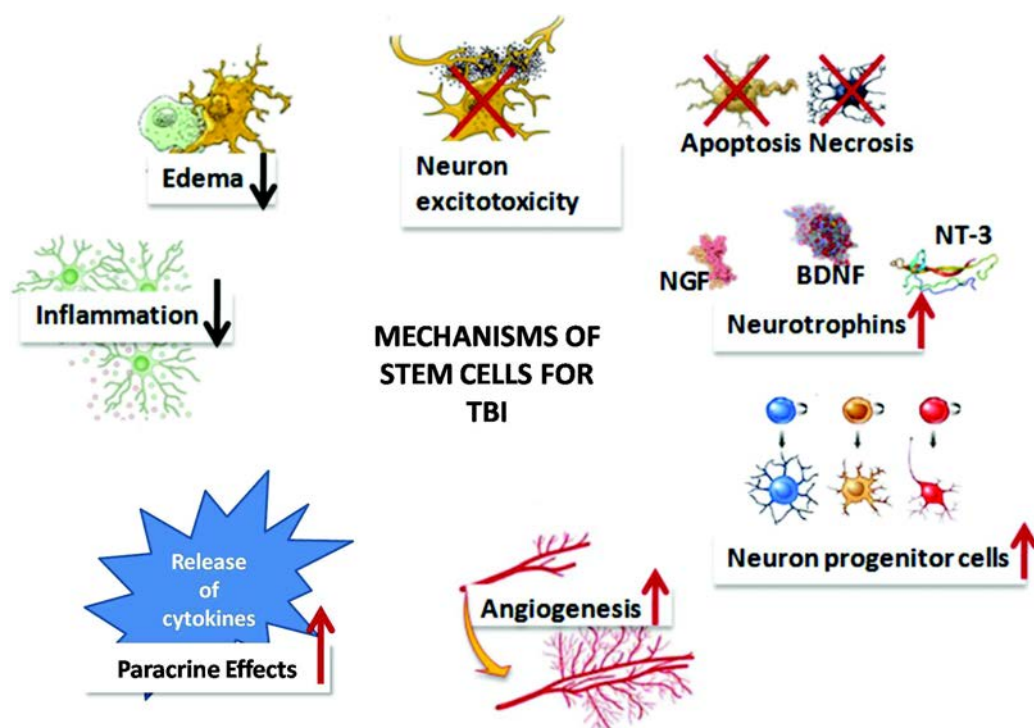 Edema
Neuron
excitotoxicity
Apoptosis Necrosis
NGF
BDNF
NT-3
Neurotrophins
Inflammation
MECHANISMS OF
STEM CELLS FOR
TBI
Neuron progenitor cells
Release
of
cytokines
Paracrine Effects
Angiogenesis